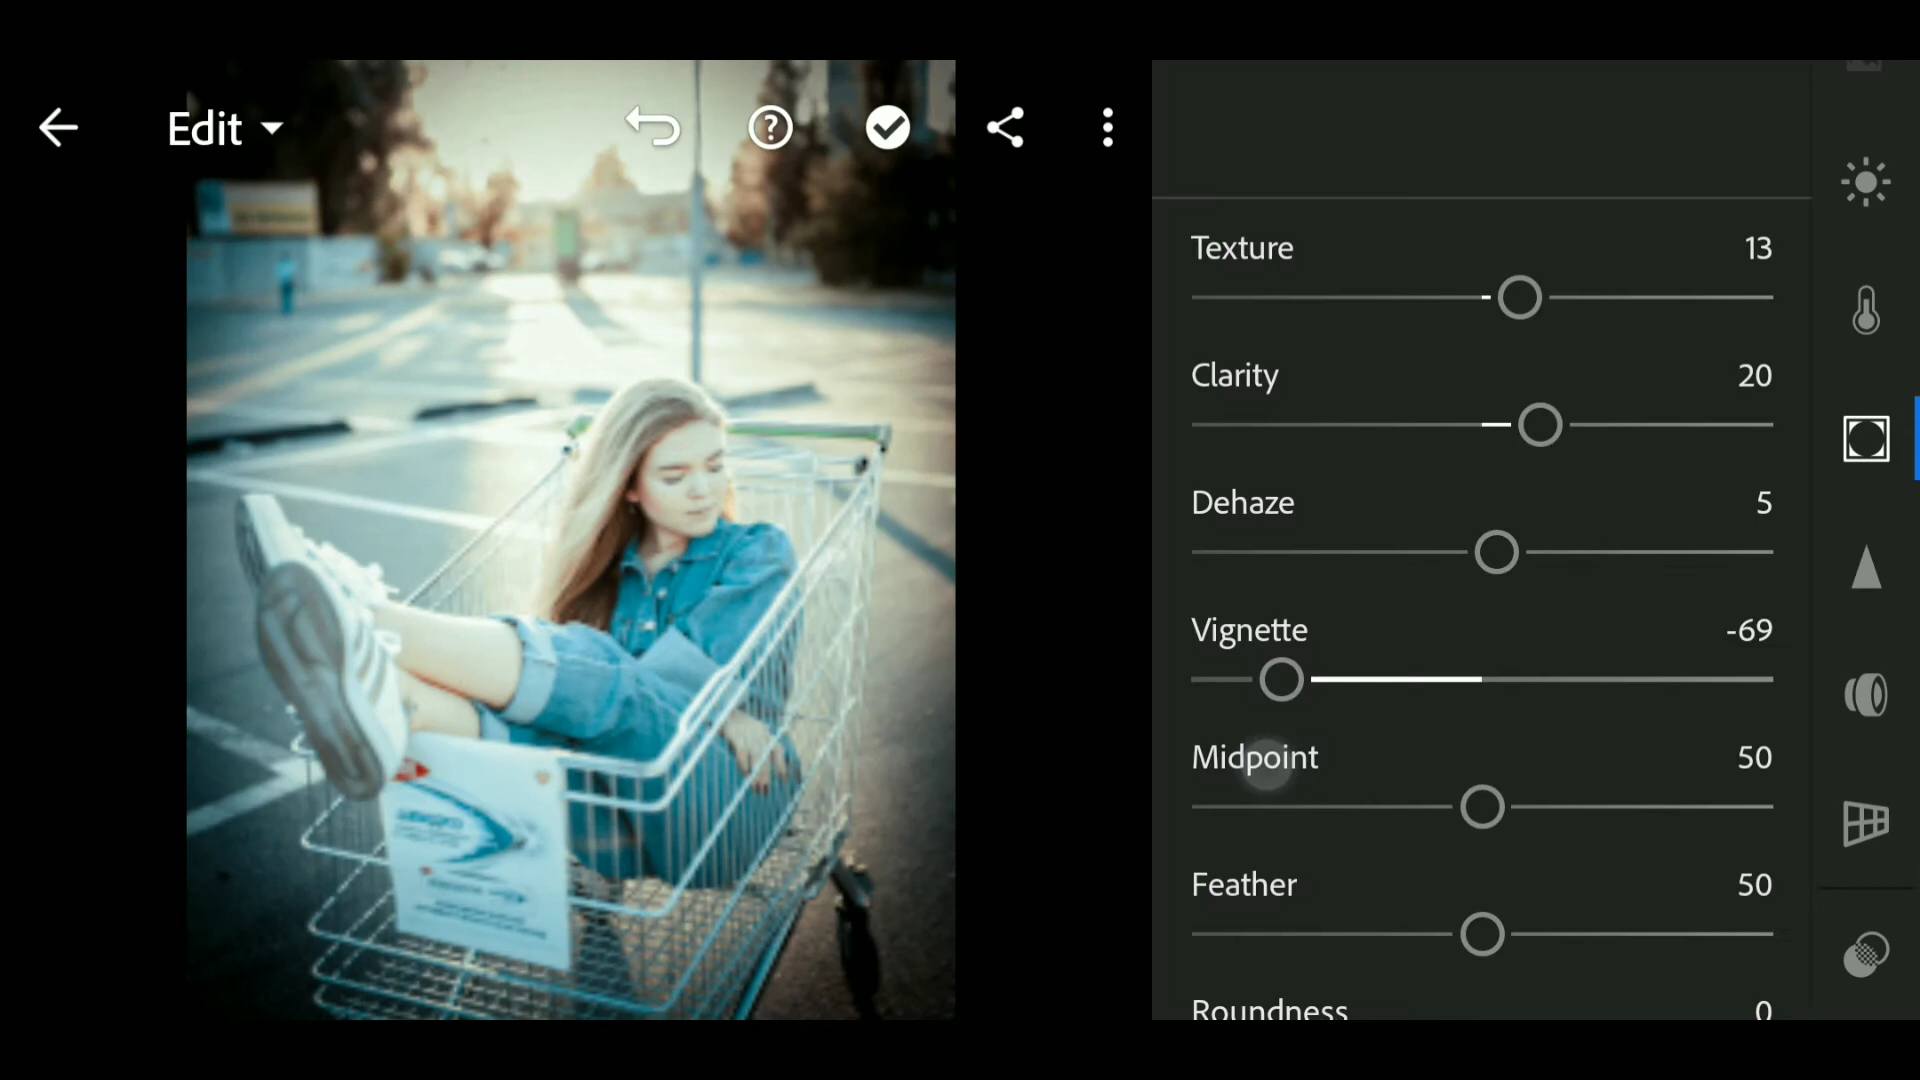 Edit
Texture 13
Clarity 20
Dehaze 5
Vignette -69
Midpoint 50
Feather 50
Roundness 0